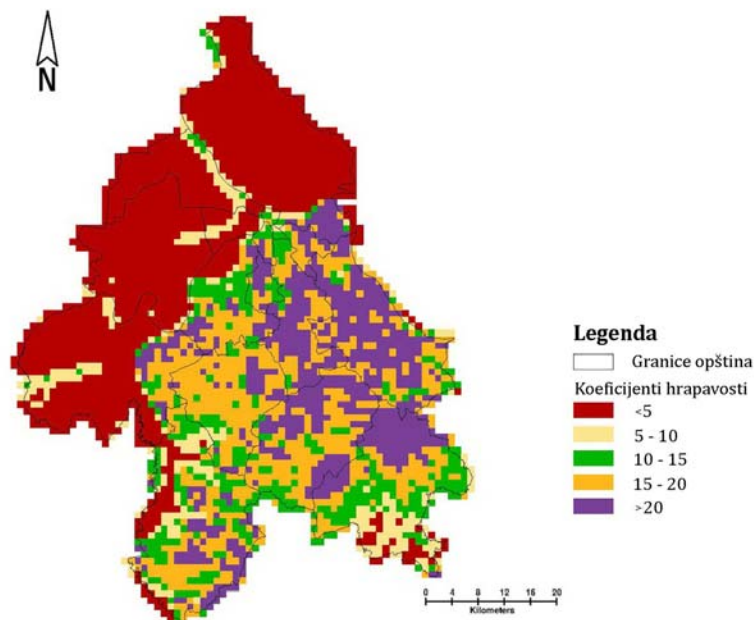 N
Legenda
Granice opština
Koeficijenti hrapavosti
<5
5 - 10
10 - 15
15 - 20
>20
0 4 8 12 16 20
Kilometers